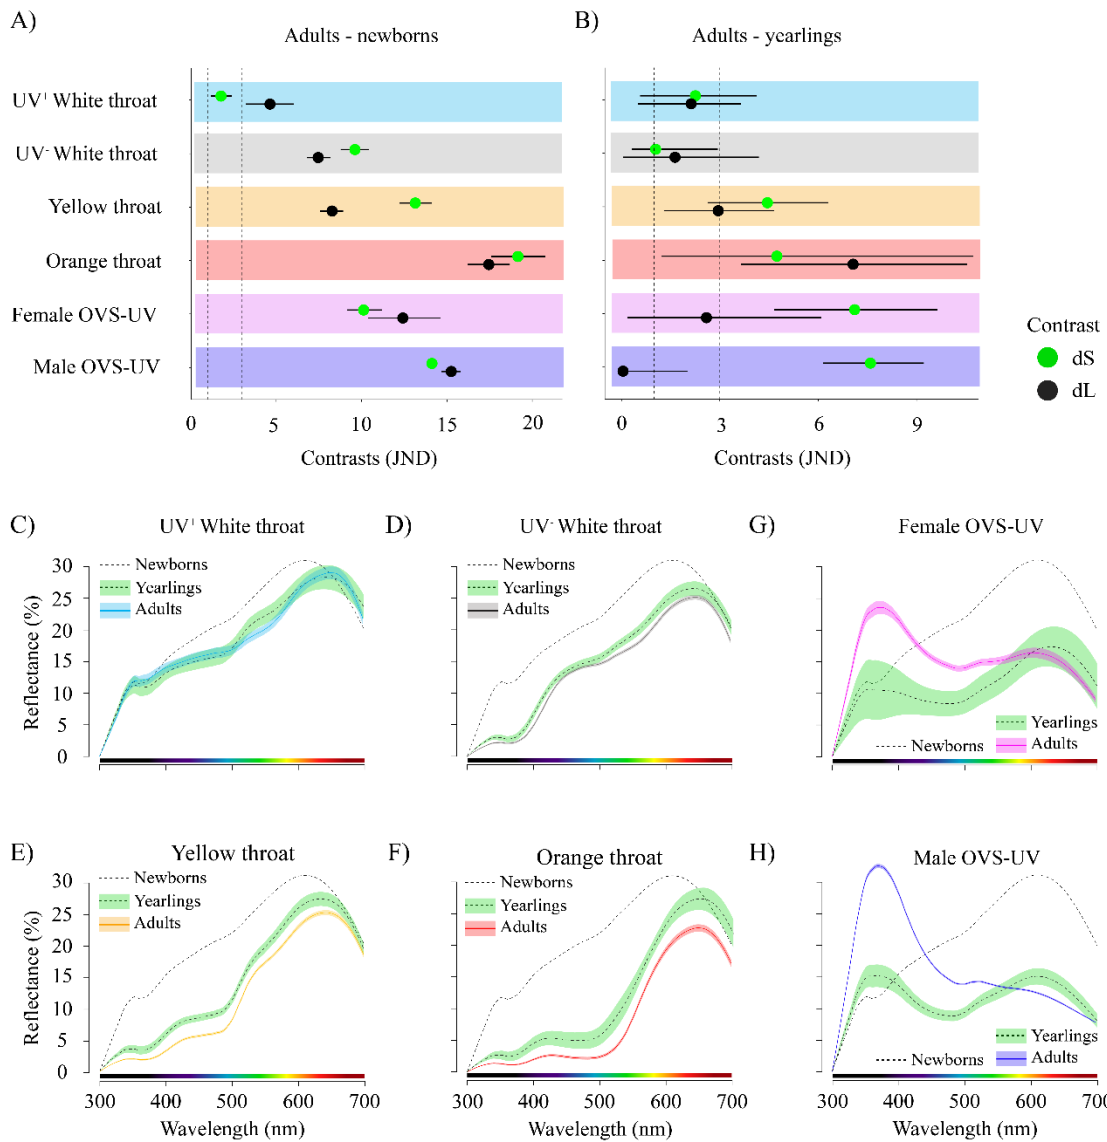 A)
B)
Adults - newborns
Adults - yearlings
UV⁺ White throat
UV⁻ White throat
Yellow throat
Orange throat
Female OVS-UV
Male OVS-UV
0 5 10 15 20
Contrasts (JND)
0 3 6 9
Contrasts (JND)
Contrast
dS
dL
C)
UV⁺ White throat
Newborns
Yearlings
Adults
Reflectance (%)
30
25
20
15
10
5
0
D)
UV⁻ White throat
Newborns
Yearlings
Adults
G)
Female OVS-UV
Yearlings
Newborns
Adults
E)
Yellow throat
Newborns
Yearlings
Adults
Reflectance (%)
30
25
20
15
10
5
0
300 400 500 600 700
Wavelength (nm)
F)
Orange throat
Newborns
Yearlings
Adults
300 400 500 600 700
Wavelength (nm)
H)
Male OVS-UV
Yearlings
Newborns
Adults
300 400 500 600 700
Wavelength (nm)